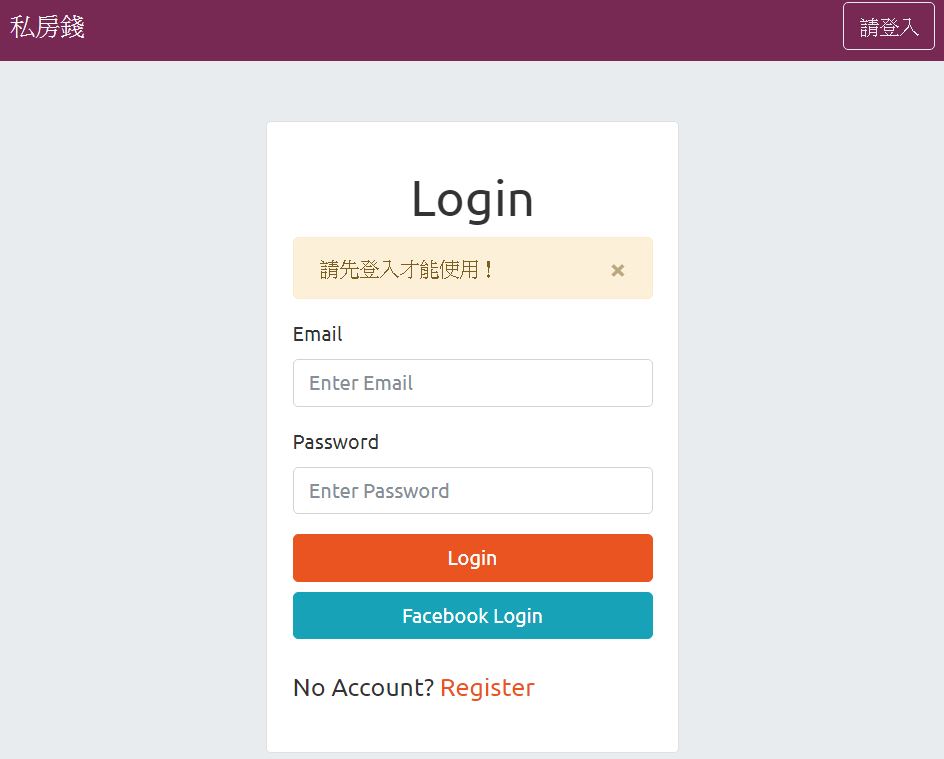 私房錢
請登入
Login
請先登入才能使用！ ×
Email
Enter Email
Password
Enter Password
Login
Facebook Login
No Account? Register